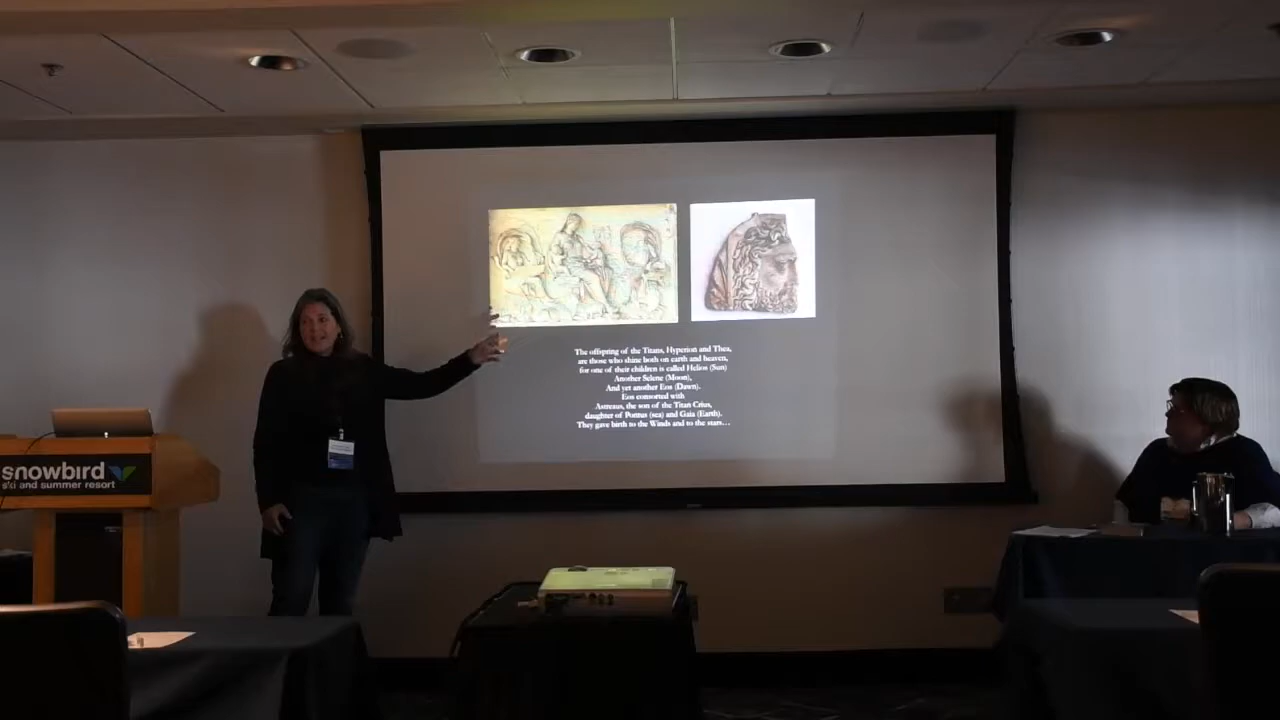 The offspring of the Titans, Hyperion and Thea,
are those who shine both on earth and heaven,
for one of their children is called Helios (Sun)
Another Selene (Moon),
And yet another Eos (Dawn).
Eos consorted with
Astreaus, the son of the Titan Crius,
daughter of Pontus (sea) and Gaia (Earth).
They gave birth to the Winds and to the stars…
snowbird
ski and summer resort